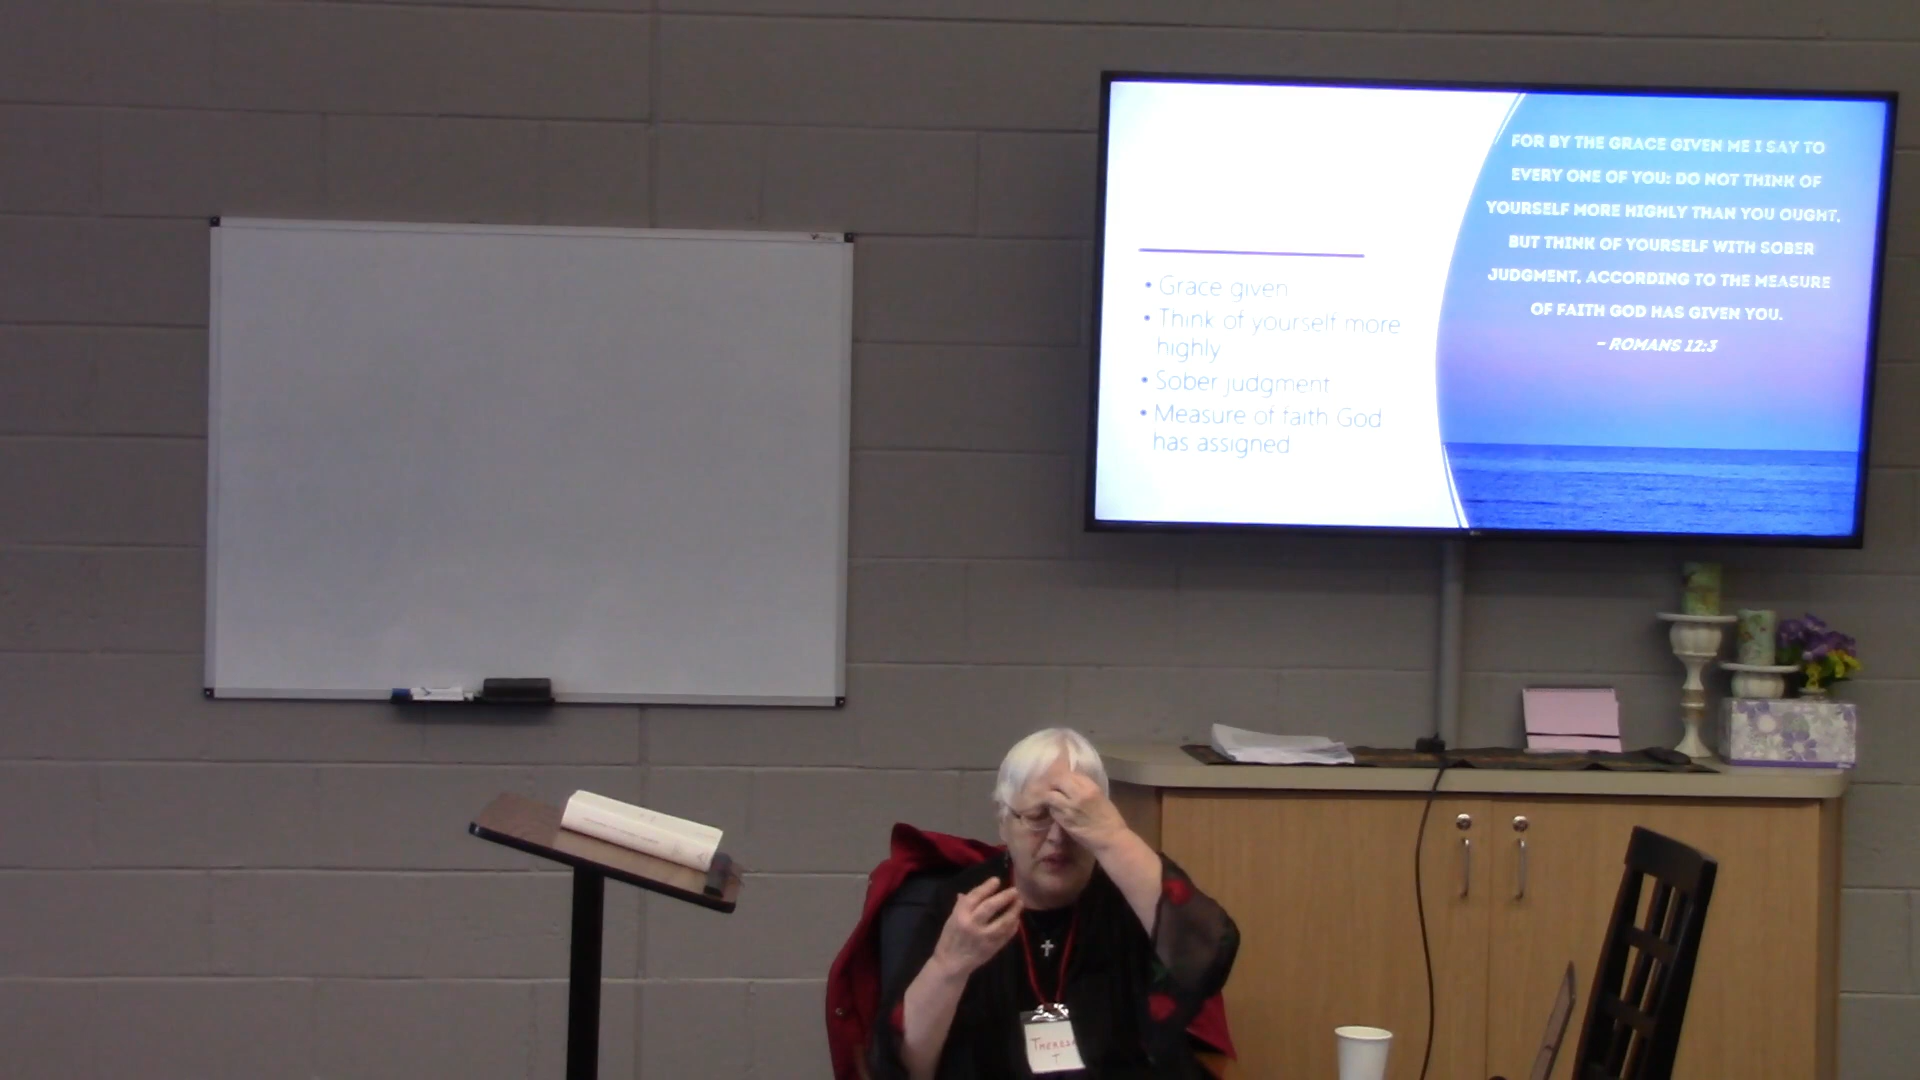 FOR BY THE GRACE GIVEN ME I SAY TO
EVERY ONE OF YOU: DO NOT THINK OF
YOURSELF MORE HIGHLY THAN YOU OUGHT,
BUT THINK OF YOURSELF WITH SOBER
JUDGMENT, ACCORDING TO THE MEASURE
OF FAITH GOD HAS GIVEN YOU.
– ROMANS 12:3
• Grace given
• Think of yourself more
highly
• Sober judgment
• Measure of faith God
has assigned
THERESA
T